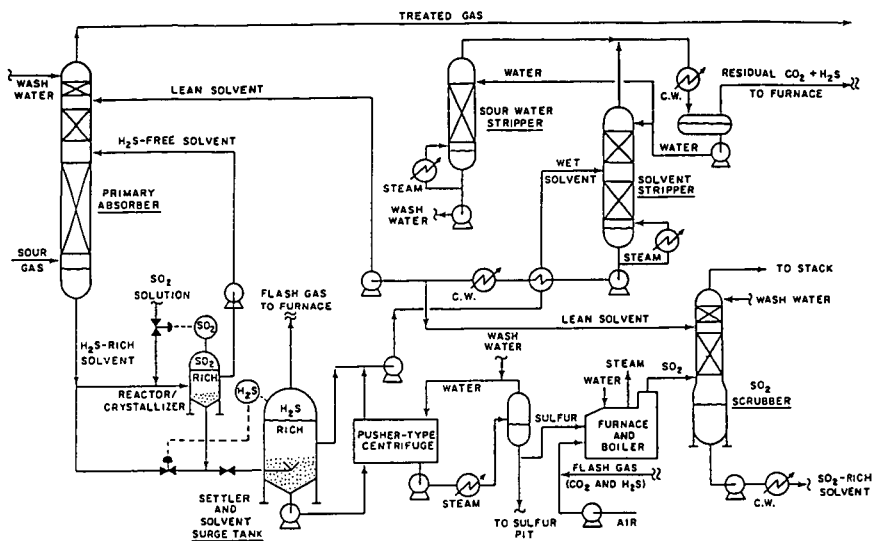 TREATED GAS
WASH
WATER
LEAN SOLVENT
H2S-FREE SOLVENT
PRIMARY
ABSORBER
SOUR
GAS
SO2
SOLUTION
H2S-RICH
SOLVENT
SO2
SO2
RICH
REACTOR/
CRYSTALLIZER
H2S
FLASH GAS
TO FURNACE
H2S
RICH
SETTLER
AND
SOLVENT
SURGE TANK
PUSHER-TYPE
CENTRIFUGE
WATER
WASH
WATER
STEAM
SULFUR
TO SULFUR
PIT
WATER
STEAM
FURNACE
AND
BOILER
FLASH GAS
(CO2 AND H2S)
AIR
SO2
SOUR WATER
STRIPPER
STEAM
WASH
WATER
WATER
WET
SOLVENT
SOLVENT
STRIPPER
STEAM
C.W.
C.W.
RESIDUAL CO2 + H2S
TO FURNACE
WATER
LEAN SOLVENT
TO STACK
WASH WATER
SO2
SCRUBBER
SO2-RICH
SOLVENT
C.W.